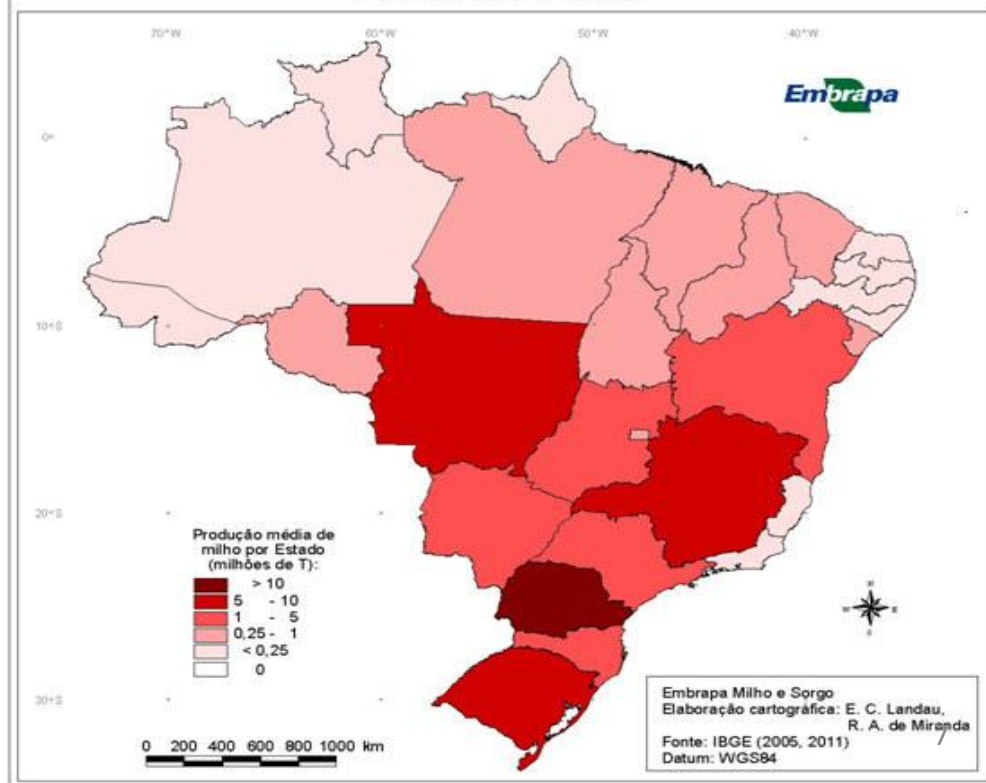 70°W 60°W 50°W 40°W
Embrapa
0°
10°S
20°S
30°S
Produção média de
milho por Estado
(milhões de T):
> 10
5 - 10
1 - 5
0,25 - 1
< 0,25
0
N
W E
S
0 200 400 600 800 1000 km
Embrapa Milho e Sorgo
Elaboração cartográfica: E. C. Landau,
R. A. de Miranda
Fonte: IBGE (2005, 2011)
7
Datum: WGS84